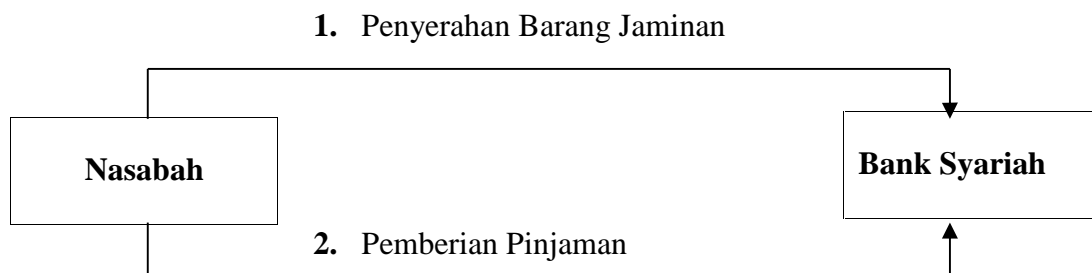 1. Penyerahan Barang Jaminan
Nasabah
Bank Syariah
2. Pemberian Pinjaman